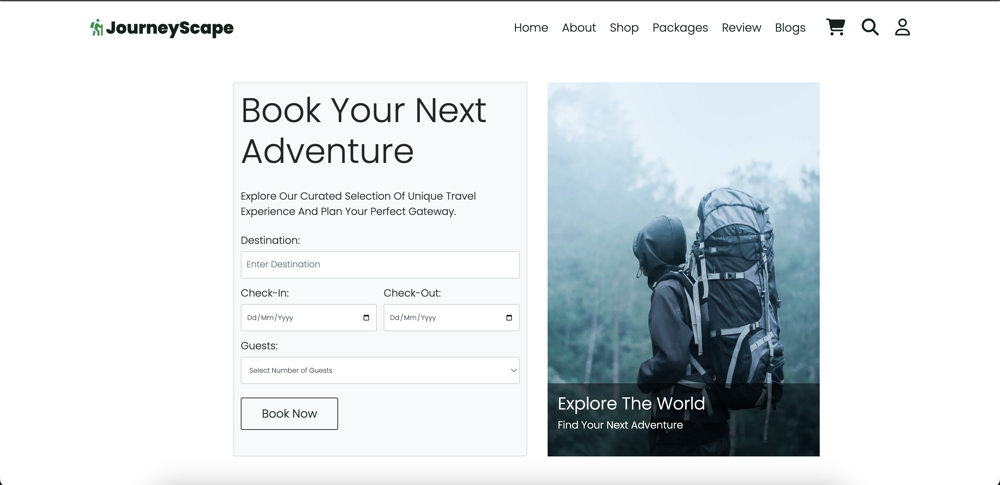 JourneyScape
Home About Shop Packages Review Blogs
Book Your Next
Adventure
Explore Our Curated Selection Of Unique Travel
Experience And Plan Your Perfect Gateway.
Destination:
Enter Destination
Check-In: Check-Out:
Dd/Mm/Yyyy Dd/Mm/Yyyy
Guests:
Select Number of Guests
Book Now
Explore The World
Find Your Next Adventure